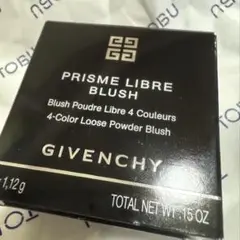 TOBU
PRISME LIBRE
BLUSH
Blush Poudre Libre 4 Couleurs
4-Color Loose Powder Blush
GIVENCHY
1,12g
TOTAL NET WT .15 OZ